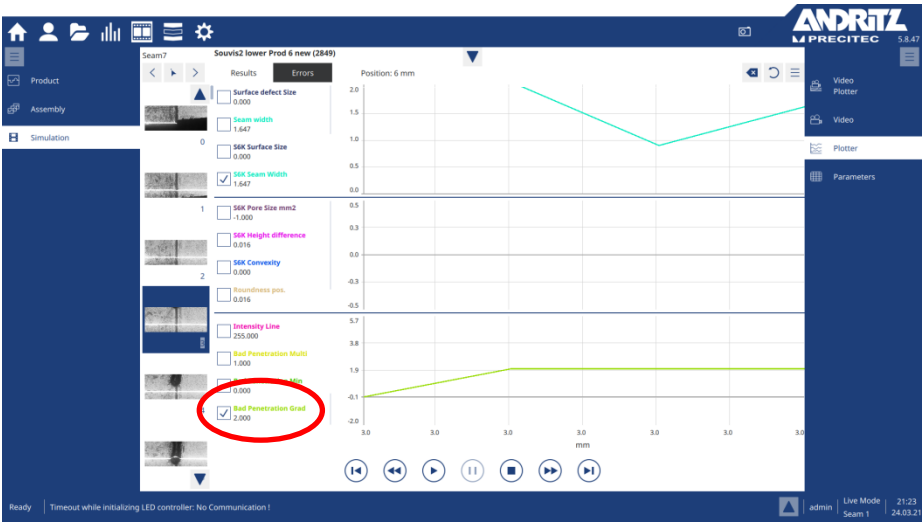 ANDRITZ
PRECITEC
5.8.47
Seam7
Souvis2 lower Prod 6 new (2849)
Results
Errors
Position: 6 mm
Product
Assembly
Simulation
0
1
2
Surface defect Size
0.000
Seam width
1.647
S6K Surface Size
0.000
S6K Seam Width
1.647
S6K Pore Size mm2
-1.000
S6K Height difference
0.016
S6K Convexity
0.000
Roundness pos.
0.016
Intensity Line
255.000
Bad Penetration Multi
1.000
Min
0.000
Bad Penetration Grad
2.000
2.0
1.5
1.0
0.5
0.0
0.5
0.3
0.0
-0.3
-0.5
5.7
3.8
1.9
-0.1
-2.0
3.0
3.0
3.0
3.0
3.0
3.0
3.0
mm
Video
Plotter
Video
Plotter
Parameters
Ready
Timeout while initializing LED controller: No Communication !
admin
Live Mode
Seam 1
21:23
24.03.21